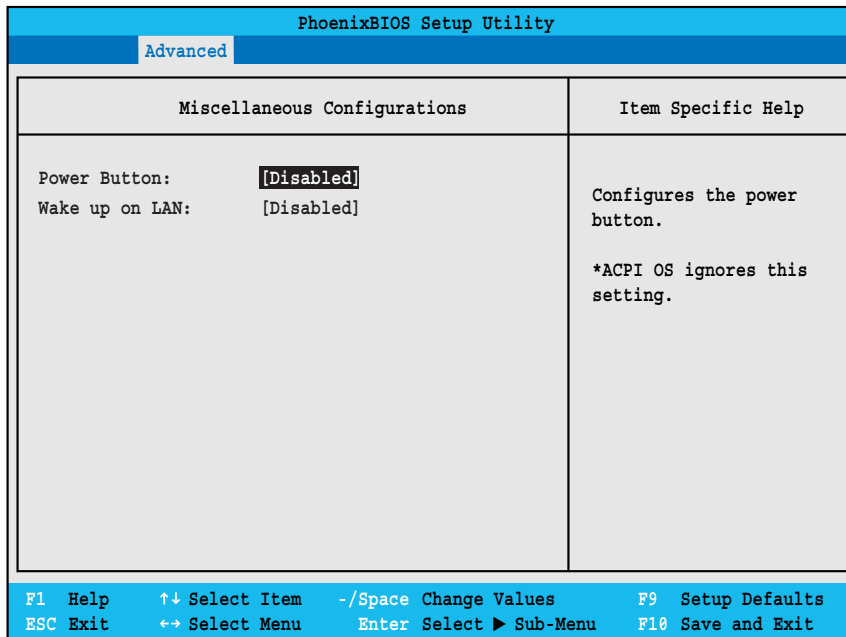 PhoenixBIOS Setup Utility
Advanced
Miscellaneous Configurations
Item Specific Help
Power Button: [Disabled]
Wake up on LAN: [Disabled]
Configures the power
button.
*ACPI OS ignores this
setting.
F1 Help ↑↓ Select Item -/Space Change Values F9 Setup Defaults
ESC Exit ←→ Select Menu Enter Select ▶ Sub-Menu F10 Save and Exit